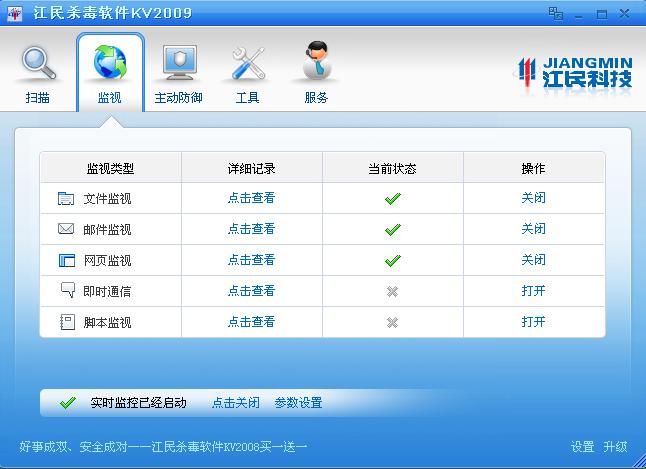 江民杀毒软件KV2009
扫描 监视 主动防御 工具 服务
JIANGMIN
江民科技
监视类型 详细记录 当前状态 操作
文件监视 点击查看 关闭
邮件监视 点击查看 关闭
网页监视 点击查看 关闭
即时通信 点击查看 打开
脚本监视 点击查看 打开
实时监控已经启动 点击关闭 参数设置
好事成双、安全成对一一江民杀毒软件KV2008买一送一 设置 升级